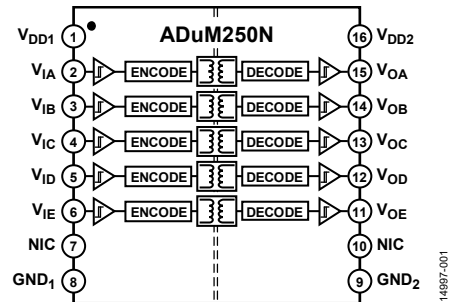 ADuM250N
V_DD1 1 16 V_DD2
V_IA 2 ENCODE DECODE 15 V_OA
V_IB 3 ENCODE DECODE 14 V_OB
V_IC 4 ENCODE DECODE 13 V_OC
V_ID 5 ENCODE DECODE 12 V_OD
V_IE 6 ENCODE DECODE 11 V_OE
NIC 7 10 NIC
GND_1 8 9 GND_2
14997-001